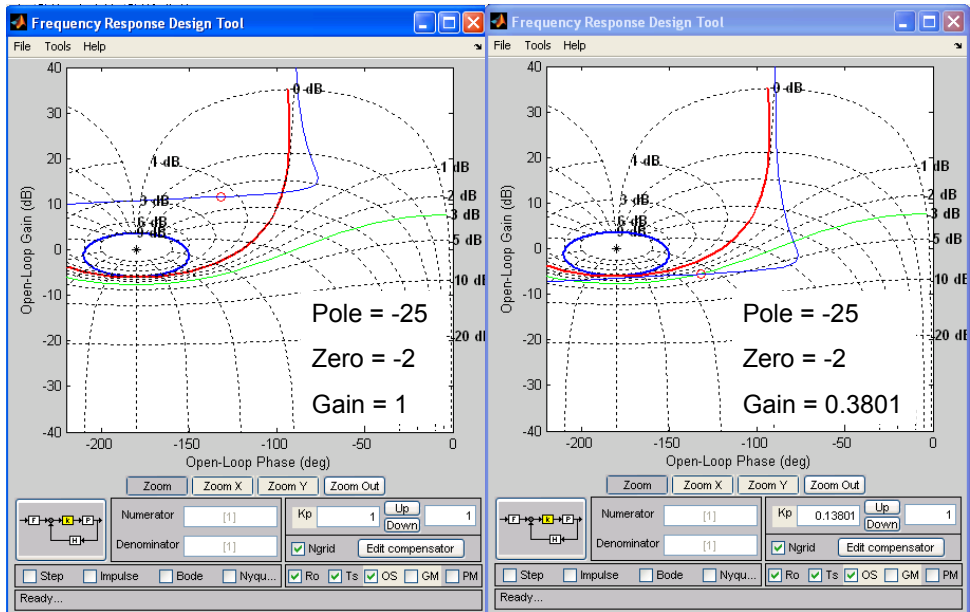 Frequency Response Design Tool
File Tools Help
40
30
20
10
0
-10
-20
-30
-40
Open-Loop Gain (dB)
0 dB
1 dB
3 dB
6 dB
9 dB
1 dB
2 dB
3 dB
5 dB
10 dB
-20 dB
Pole = -25
Zero = -2
Gain = 1
-200 -150 -100 -50 0
Open-Loop Phase (deg)
Zoom Zoom X Zoom Y Zoom Out
F k P
H
Numerator [1]
Denominator [1]
Kp 1 Up 1
Down
Ngrid Edit compensator
Step Impulse Bode Nyqu... Ro Ts OS GM PM
Ready...
Frequency Response Design Tool
File Tools Help
40
30
20
10
0
-10
-20
-30
-40
Open-Loop Gain (dB)
0 dB
1 dB
3 dB
6 dB
9 dB
1 dB
2 dB
3 dB
5 dB
10 dB
-20 dB
Pole = -25
Zero = -2
Gain = 0.3801
-200 -150 -100 -50 0
Open-Loop Phase (deg)
Zoom Zoom X Zoom Y Zoom Out
F k P
H
Numerator [1]
Denominator [1]
Kp 0.13801 Up 1
Down
Ngrid Edit compensator
Step Impulse Bode Nyqu... Ro Ts OS GM PM
Ready...